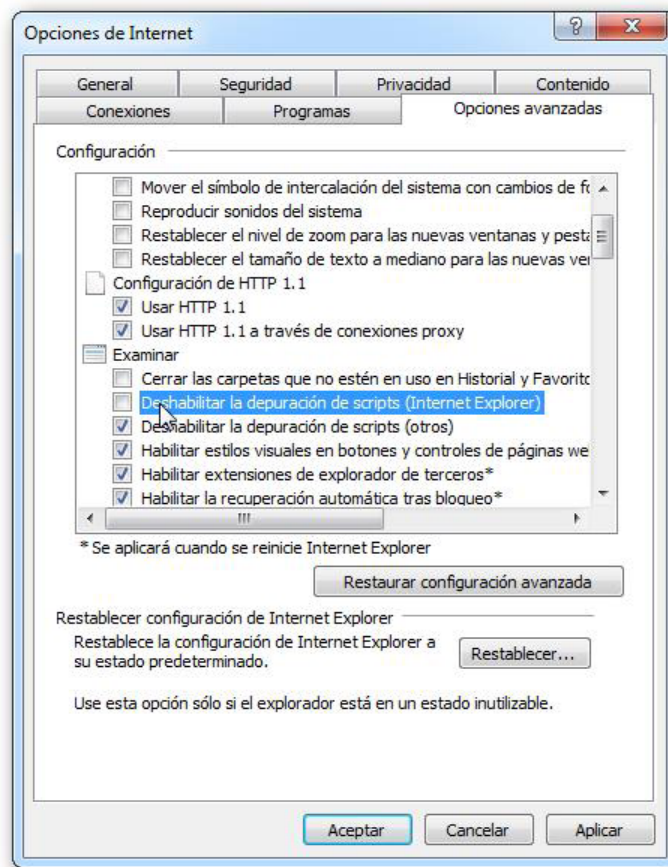 Opciones de Internet
General Seguridad Privacidad Contenido
Conexiones Programas Opciones avanzadas
Configuración
Mover el símbolo de intercalación del sistema con cambios de
Reproducir sonidos del sistema
Restablecer el nivel de zoom para las nuevas ventanas y
Restablecer el tamaño de texto a mediano para las nuevas
Configuración de HTTP 1.1
Usar HTTP 1.1
Usar HTTP 1.1 a través de conexiones proxy
Examinar
Cerrar las carpetas que no estén en uso en Historial y
Deshabilitar la depuración de scripts (Internet Explorer)
Deshabilitar la depuración de scripts (otros)
Habilitar estilos visuales en botones y controles de páginas
Habilitar extensiones de explorador de terceros*
Habilitar la recuperación automática tras bloqueo*
* Se aplicará cuando se reinicie Internet Explorer
Restaurar configuración avanzada
Restablecer configuración de Internet Explorer
Restablece la configuración de Internet Explorer a
su estado predeterminado.
Restablecer...
Use esta opción sólo si el explorador está en un estado inutilizable.
Aceptar Cancelar Aplicar